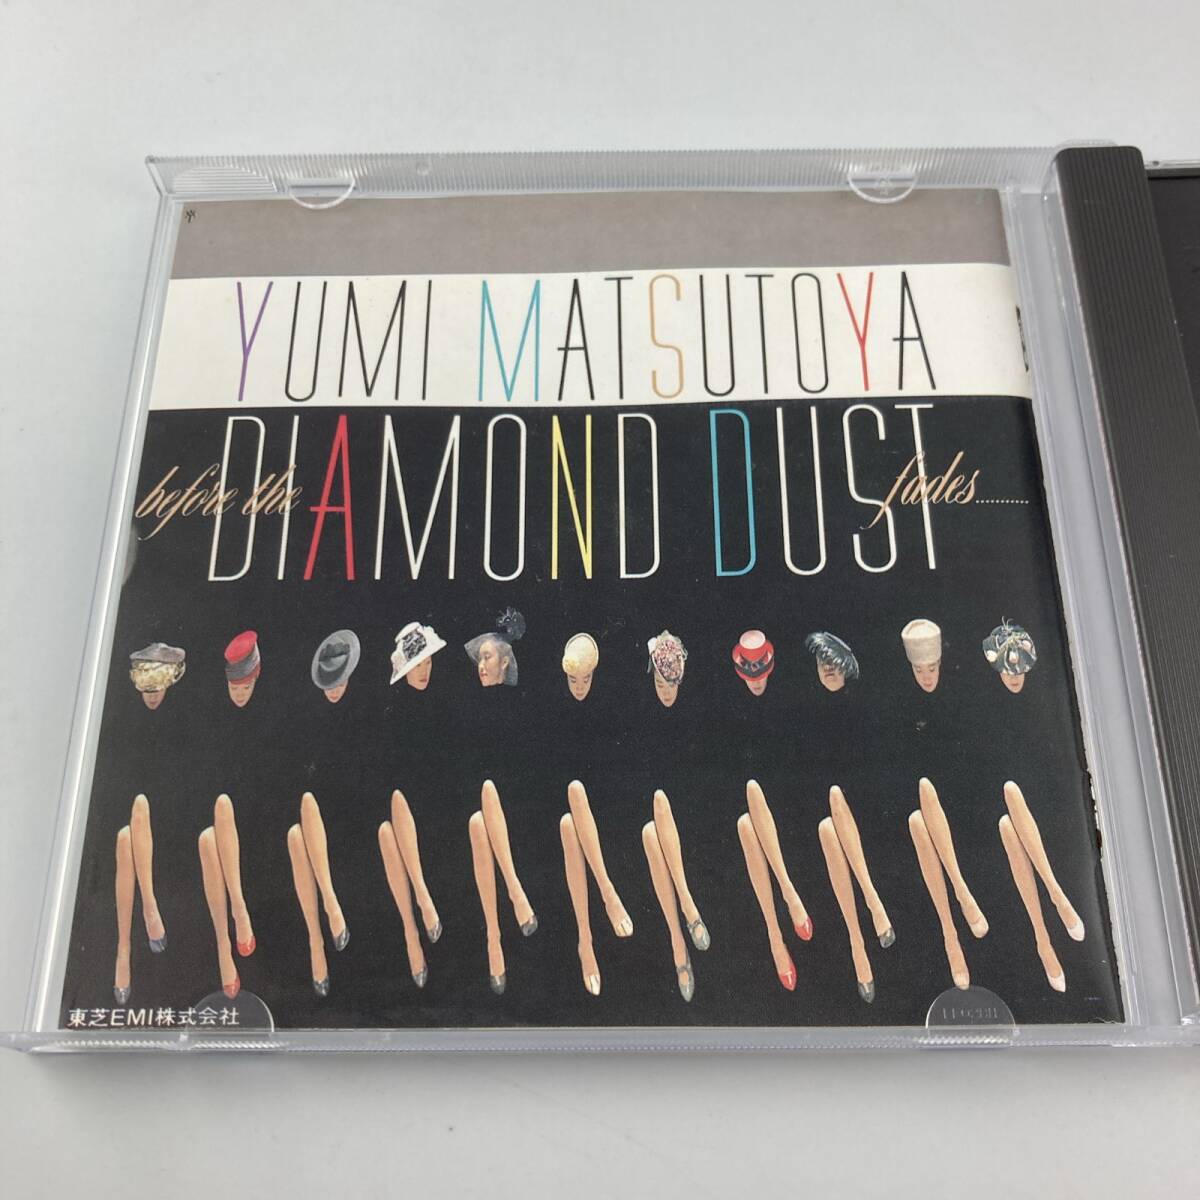 YUMI MATSUTOYA
before the DIAMOND DUST fades...........
東芝EMI株式会社